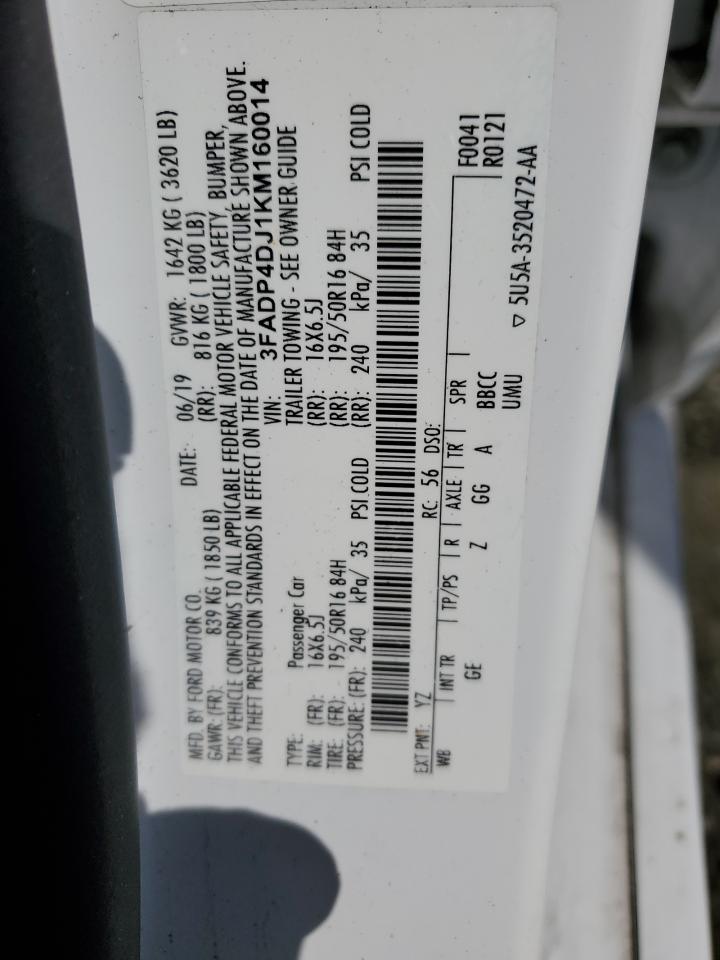 MFD. BY FORD MOTOR CO. DATE: 06/19 GVWR: 1642 KG ( 3620 LB)
GAWR: (FR): 839 KG ( 1850 LB) (RR): 816 KG ( 1800 LB)
THIS VEHICLE CONFORMS TO ALL APPLICABLE FEDERAL MOTOR VEHICLE SAFETY, BUMPER,
AND THEFT PREVENTION STANDARDS IN EFFECT ON THE DATE OF MANUFACTURE SHOWN ABOVE.
VIN: 3FADP4DJ1KM160014
TYPE: Passenger Car TRAILER TOWING - SEE OWNER GUIDE
RIM: (FR): 16X6.5J (RR): 16X6.5J
TIRE: (FR): 195/50R16 84H (RR): 195/50R16 84H
PRESSURE: (FR): 240 kPa/ 35 PSI COLD (RR): 240 kPa/ 35 PSI COLD
EXT PNT: YZ RC: 56 DSO: F0041
WB INT TR TP/PS R AXLE TR SPR R0121
GE Z GG A BBCC
UMU
▽ 5U5A-3520472-AA